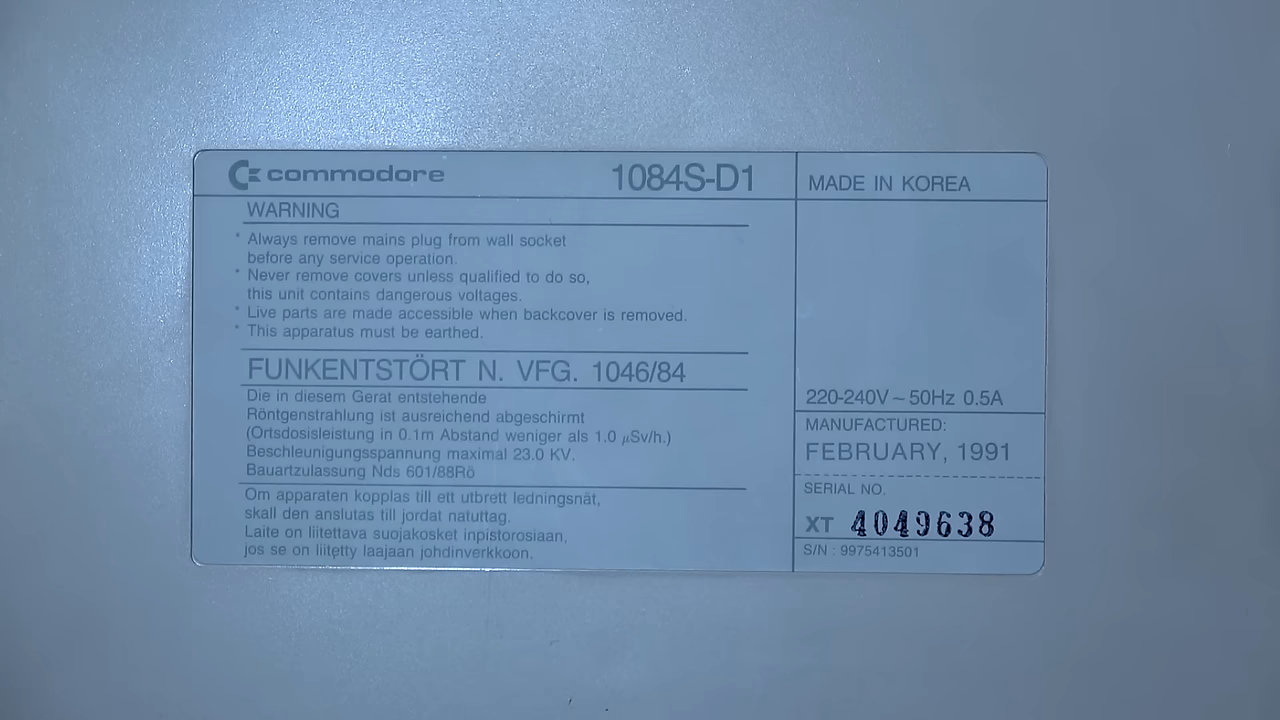 commodore 1084S-D1
WARNING
* Always remove mains plug from wall socket
before any service operation.
* Never remove covers unless qualified to do so,
this unit contains dangerous voltages.
* Live parts are made accessible when backcover is removed.
* This apparatus must be earthed.
FUNKENTSTÖRT N. VFG. 1046/84
Die in diesem Gerat entstehende
Röntgenstrahlung ist ausreichend abgeschirmt
(Ortsdosisleistung in 0.1m Abstand weniger als 1.0 µSv/h.)
Beschleunigungsspannung maximal 23.0 KV.
Bauartzulassung Nds 601/88Rö
Om apparaten kopplas till ett utbrett ledningsnät,
skall den anslutas till jordat natuttag.
Laite on liitettava suojakosket inpistorosiaan,
jos se on liitetty laajaan johdinverkkoon.
MADE IN KOREA
220-240V ~ 50Hz 0.5A
MANUFACTURED:
FEBRUARY, 1991
SERIAL NO.
XT 4049638
S/N : 9975413501